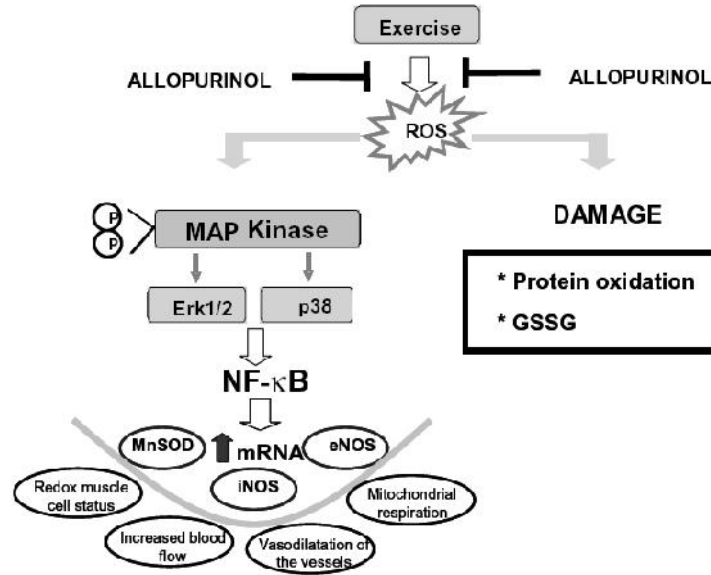 Exercise
ALLOPURINOL
ALLOPURINOL
ROS
P
P
MAP Kinase
DAMAGE
* Protein oxidation
* GSSG
Erk1/2
p38
NF-κB
MnSOD
mRNA
eNOS
iNOS
Redox muscle
cell status
Mitochondrial
respiration
Increased blood
flow
Vasodilatation of
the vessels